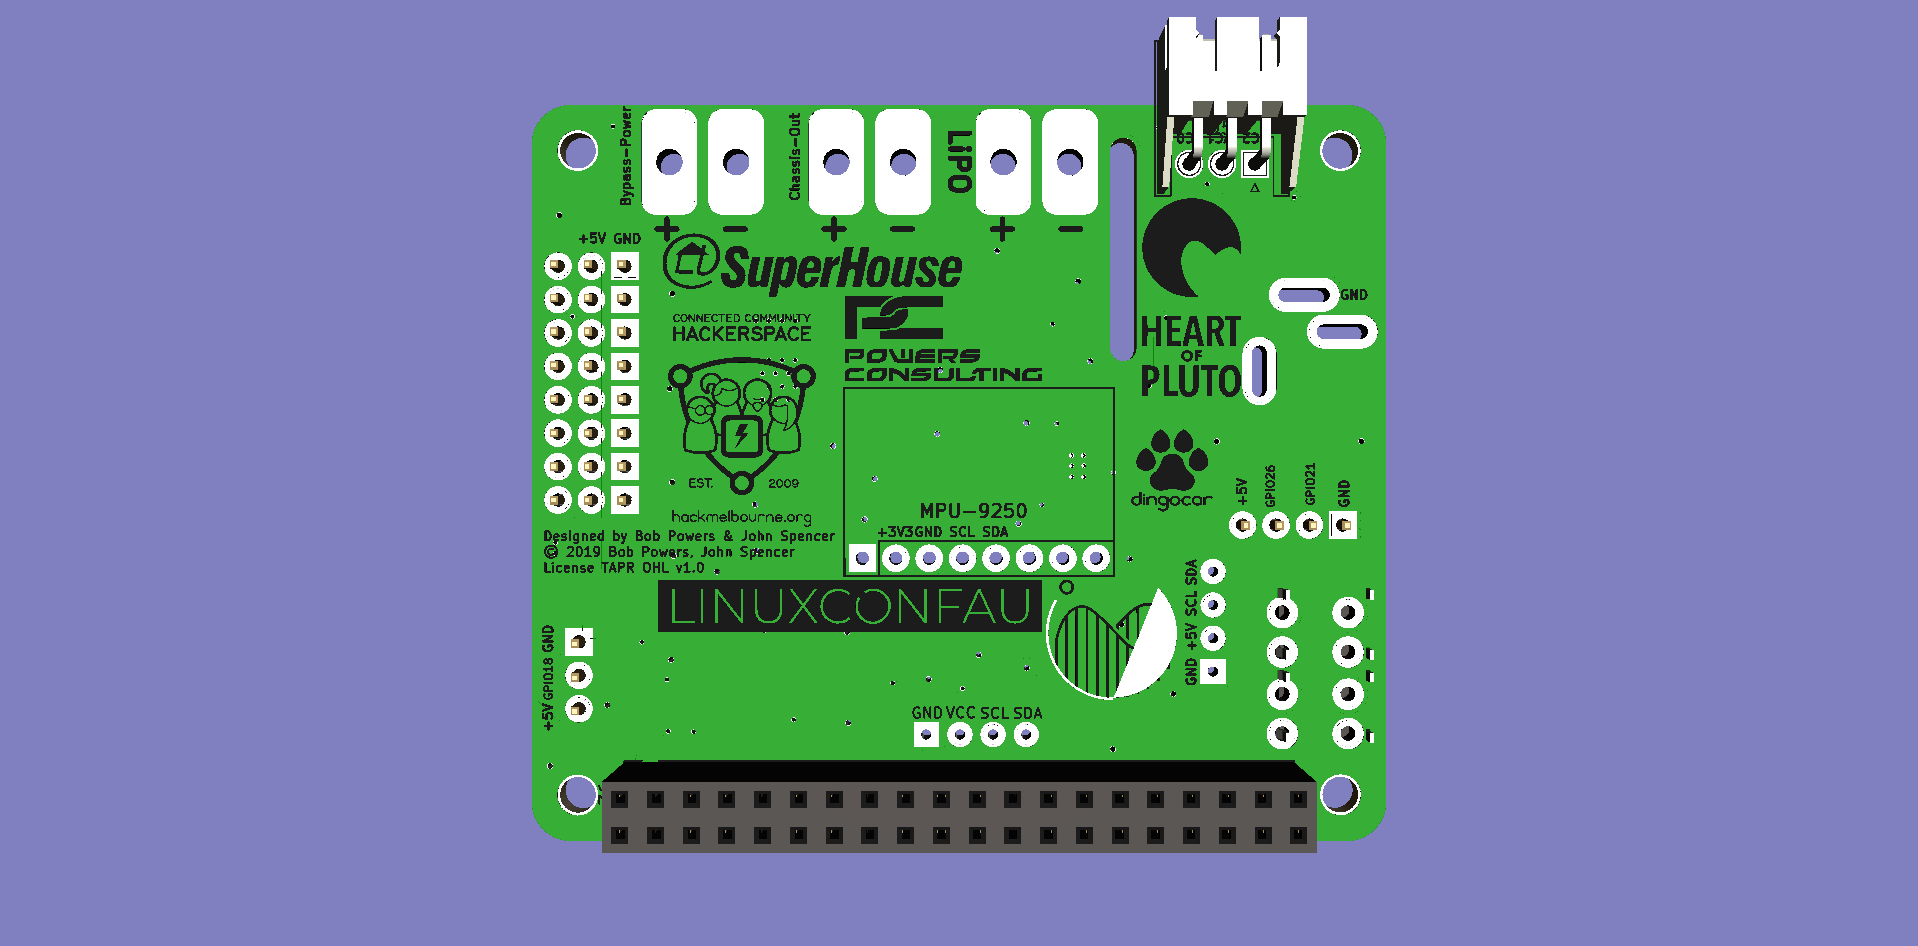 Bypass-Power
Chassis-Out
LiPO
+ - + - + -
+5V GND
@SuperHouse
PC
POWERS
CONSULTING
CONNECTED COMMUNITY
HACKERSPACE
EST. 2009
hackmelbourne.org
HEART
OF
PLUTO
GND
dingocar
+5V
GPIO26
GPIO21
GND
MPU-9250
+3V3GND SCL SDA
Designed by Bob Powers & John Spencer
© 2019 Bob Powers, John Spencer
License TAPR OHL v1.0
LINUXCONFAU
+5V GPIO18 GND
GND +5V SCL SDA
GND VCC SCL SDA